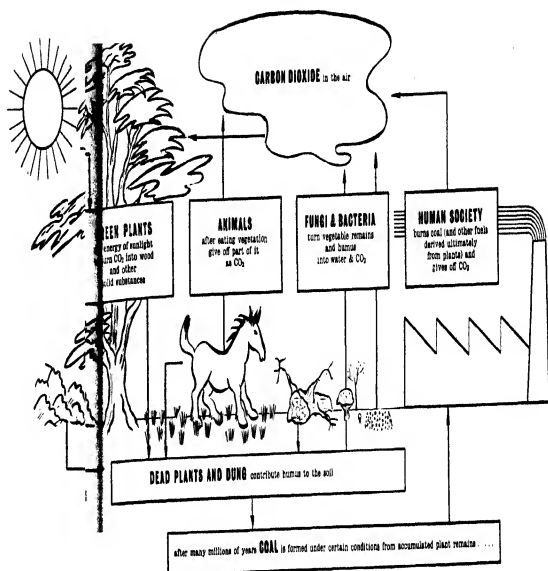 CARBON DIOXIDE in the air
REEN PLANTS
energy of sunlight
urn CO₂ into wood
and other
olid substances
ANIMALS
after eating vegetation
give off part of it
as CO₂
FUNGI & BACTERIA
turn vegetable remains
and humus
into water & CO₂
HUMAN SOCIETY
burns coal (and other fuels
derived ultimately
from plants) and
gives off CO₂
DEAD PLANTS AND DUNG contribute humus to the soil
after many millions of years COAL is formed under certain conditions from accumulated plant remains . . . .